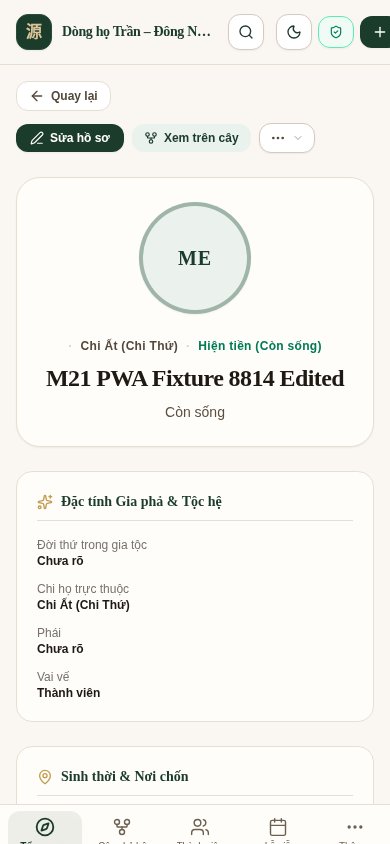 源 Dòng họ Trần – Đông N…
Quay lại
Sửa hồ sơ Xem trên cây
ME
· Chi Ất (Chi Thứ) · Hiện tiền (Còn sống)
M21 PWA Fixture 8814 Edited
Còn sống
Đặc tính Gia phả & Tộc hệ
Đời thứ trong gia tộc
Chưa rõ
Chi họ trực thuộc
Chi Ất (Chi Thứ)
Phái
Chưa rõ
Vai vế
Thành viên
Sinh thời & Nơi chốn